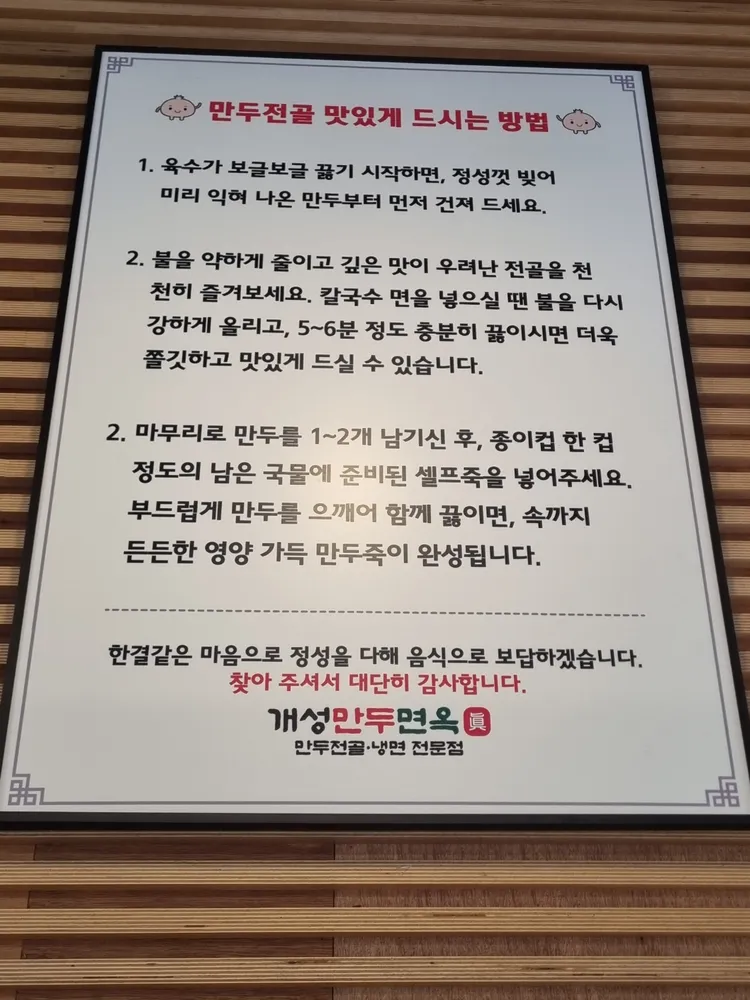 만두전골 맛있게 드시는 방법
1. 육수가 보글보글 끓기 시작하면, 정성껏 빚어
미리 익혀 나온 만두부터 먼저 건져 드세요.
2. 불을 약하게 줄이고 깊은 맛이 우려난 전골을 천
천히 즐겨보세요. 칼국수 면을 넣으실 땐 불을 다시
강하게 올리고, 5~6분 정도 충분히 끓이시면 더욱
쫄깃하고 맛있게 드실 수 있습니다.
2. 마무리로 만두를 1~2개 남기신 후, 종이컵 한 컵
정도의 남은 국물에 준비된 셀프죽을 넣어주세요.
부드럽게 만두를 으깨어 함께 끓이면, 속까지
든든한 영양 가득 만두죽이 완성됩니다.
한결같은 마음으로 정성을 다해 음식으로 보답하겠습니다.
찾아 주셔서 대단히 감사합니다.
개성만두면옥 眞
만두전골·냉면 전문점